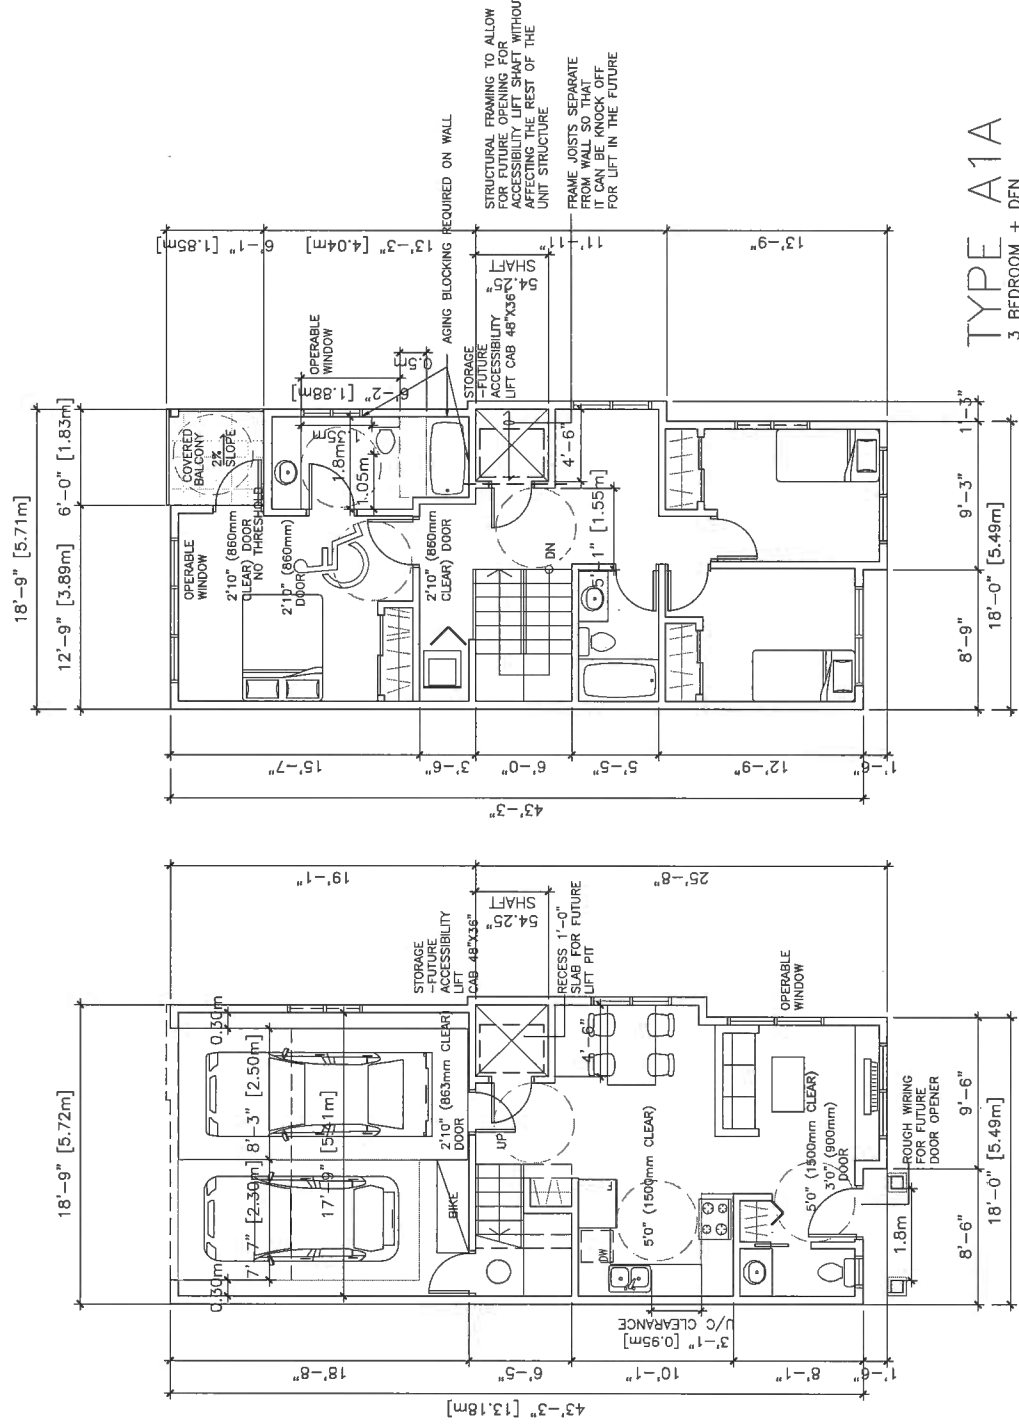 STRUCTURAL FRAMING TO ALLOW
FOR FUTURE OPENING FOR
ACCESSIBILITY LIFT SHAFT WITHOUT
AFFECTING THE REST OF THE
UNIT STRUCTURE
FRAME JOISTS SEPARATE
FROM WALL SO THAT
IT CAN BE KNOCK OFF
FOR LIFT IN THE FUTURE
AGING BLOCKING REQUIRED ON WALL
TYPE A1A
3 BEDROOM + DEN
18'-9" [5.71m]
12'-9" [3.89m]
6'-0" [1.83m]
6'-1" [1.85m]
13'-3" [4.04m]
11'-11"
13'-9"
54.25"
SHAFT
COVERED
BALCONY
2%
SLOPE
OPERABLE
WINDOW
2'10" (860mm
CLEAR) DOOR
NO THRESHOLD
2'10" (860mm)
DOOR
OPERABLE
WINDOW
6'-2" [1.88m]
0.5m
1.35m
1.8m
1.05m
2'10" (860mm
CLEAR) DOOR
STORAGE
-FUTURE
ACCESSIBILITY
LIFT CAB 48"X36"
4'-6"
5'-1" [1.55m]
DN
15'-7"
3'-6"
6'-0"
5'-5"
12'-9"
1'-6"
43'-3"
8'-9"
9'-3"
1'-3"
18'-0" [5.49m]
18'-9" [5.72m]
19'-1"
25'-8"
54.25"
SHAFT
0.30m
8'-3" [2.50m]
7'-7" [2.30m]
0.30m
17'-9" [5.41m]
2'10" (863mm CLEAR)
DOOR
BIKE
UP
STORAGE
-FUTURE
ACCESSIBILITY
LIFT
CAB 48"X36"
RECESS 1'-0"
SLAB FOR FUTURE
LIFT PIT
4'-6"
5'0" (1500mm CLEAR)
F
DW
U/C CLEARANCE
3'-1" [0.95m]
OPERABLE
WINDOW
5'0" (1500mm CLEAR)
3'0" (900mm)
DOOR
ROUGH WIRING
FOR FUTURE
DOOR OPENER
1.8m
18'-8"
6'-5"
10'-1"
8'-1"
1'-6"
43'-3" [13.18m]
8'-6"
9'-6"
18'-0" [5.49m]